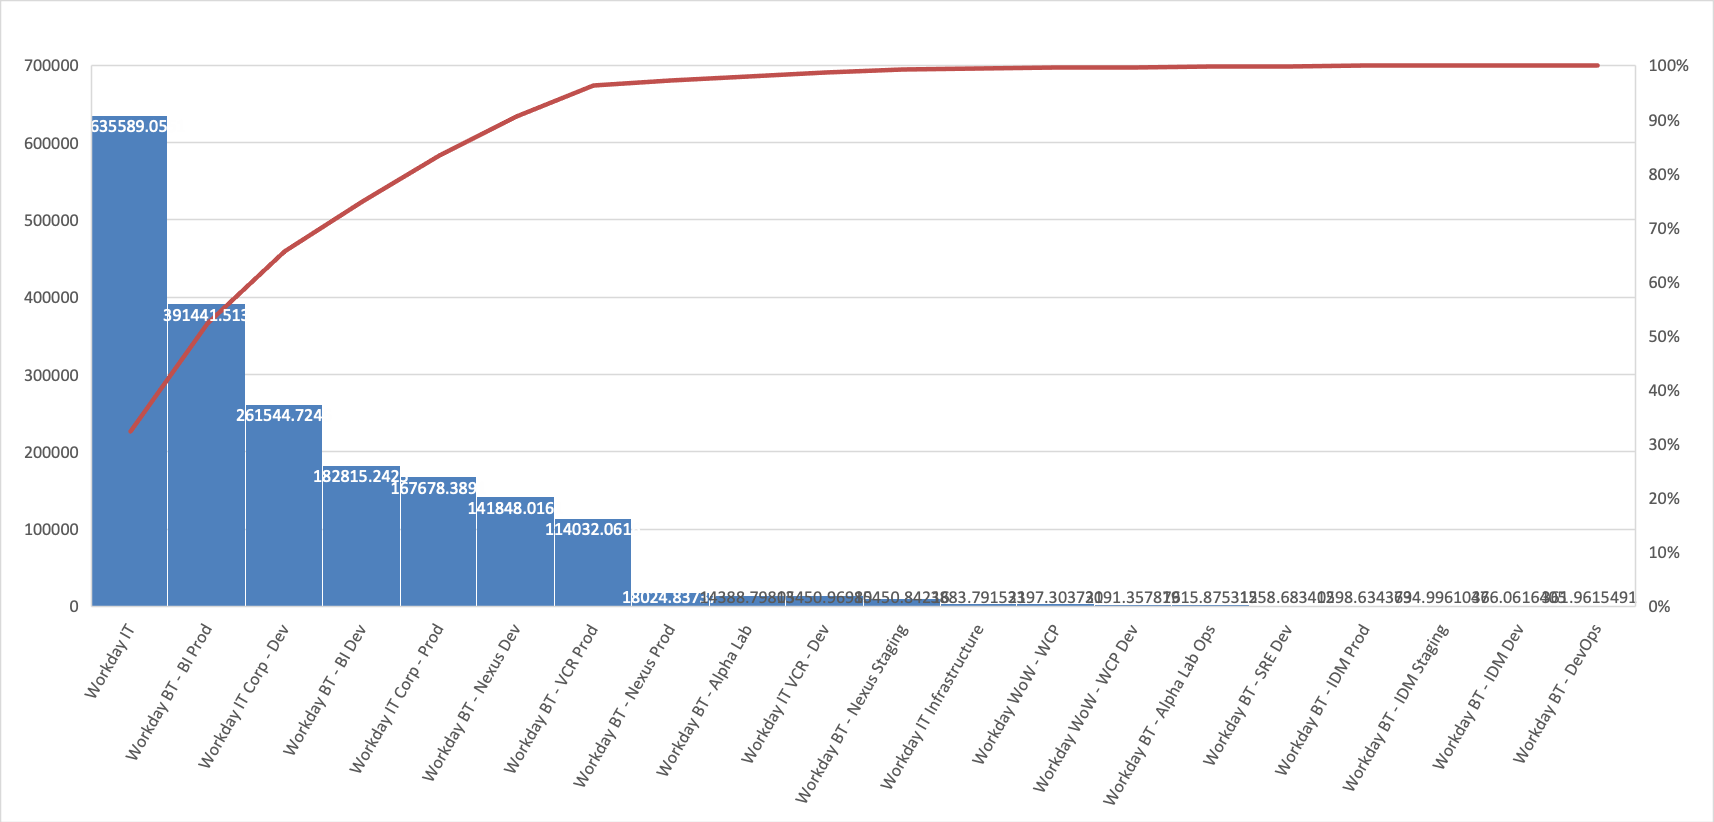 700000
600000
500000
400000
300000
200000
100000
0
100%
90%
80%
70%
60%
50%
40%
30%
20%
10%
0%
635589.05
391441.513
261544.724
182815.242
167678.389
141848.016
114032.061
18024.837
Workday IT
Workday BT - BI Prod
Workday IT Corp - Dev
Workday BT - BI Dev
Workday IT Corp - Prod
Workday BT - Nexus Dev
Workday BT - VCR Prod
Workday BT - Nexus Prod
Workday BT - Alpha Lab
Workday IT VCR - Dev
Workday BT - Nexus Staging
Workday IT Infrastructure
Workday WoW - WCP
Workday WoW - WCP Dev
Workday BT - Alpha Lab Ops
Workday BT - SRE Dev
Workday BT - IDM Prod
Workday BT - IDM Staging
Workday BT - IDM Dev
Workday BT - DevOps